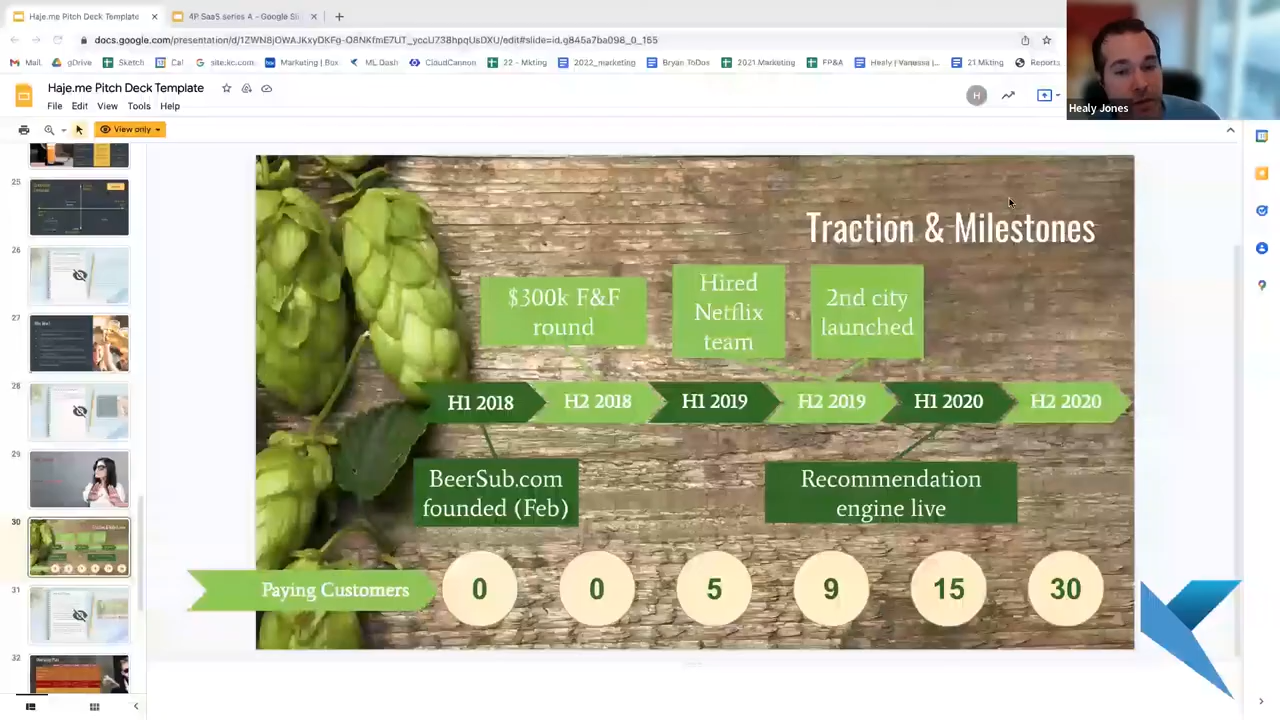 Haje.me Pitch Deck Template
4P SaaS series A - Google Sli
docs.google.com/presentation/d/1ZWN8jOWAJKxyDKFg-O8NKfmE7UT_yccU738hpqUsDXU/edit#slide=id.g845a7ba098_0_155
Mail
gDrive
Sketch
Cal
site:kc.com
Marketing | Box
ML Dash
CloudCannon
22 - Mkting
2022_marketing
Bryan ToDos
2021 Marketing
FP&A
Healy | Vanessa |...
21 Mkting
Reports
Healy Jones
Haje.me Pitch Deck Template
File Edit View Tools Help
H
View only
25
26
27
28
29
30
31
32
Traction & Milestones
$300k F&F
round
Hired
Netflix
team
2nd city
launched
H1 2018
H2 2018
H1 2019
H2 2019
H1 2020
H2 2020
BeerSub.com
founded (Feb)
Recommendation
engine live
Paying Customers
0
0
5
9
15
30